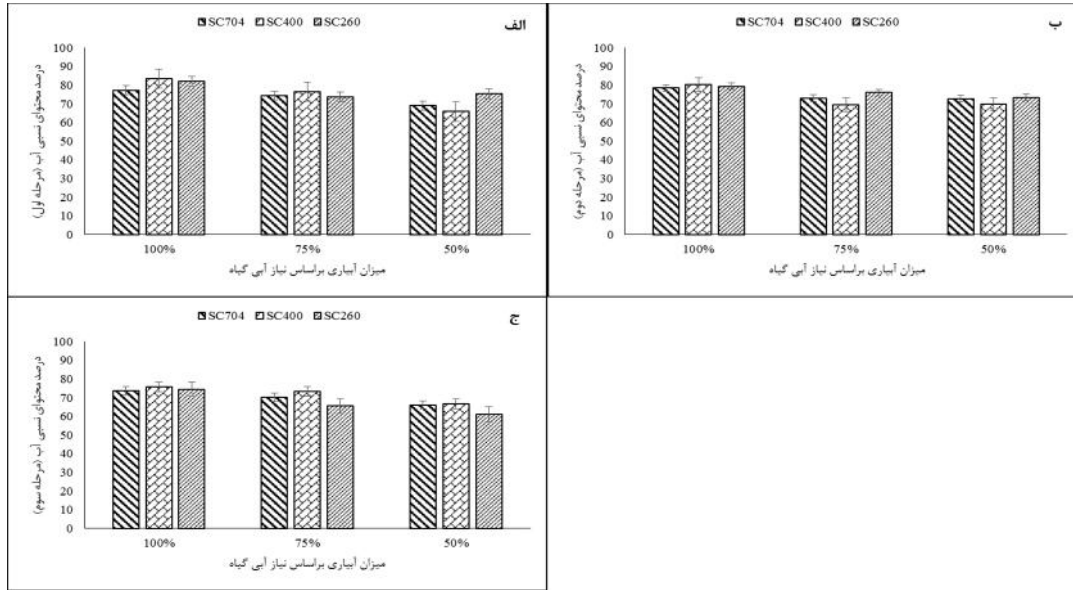 SC704 SC400 SC260
الف
درصد محتوای نسبی آب (مرحله اول)
100
90
80
70
60
50
40
30
20
10
0
100% 75% 50%
میزان آبیاری براساس نیاز آبی گیاه
SC704 SC400 SC260
ب
درصد محتوای نسبی آب (مرحله دوم)
100
90
80
70
60
50
40
30
20
10
0
100% 75% 50%
میزان آبیاری براساس نیاز آبی گیاه
SC704 SC400 SC260
ج
درصد محتوای نسبی آب (مرحله سوم)
100
90
80
70
60
50
40
30
20
10
0
100% 75% 50%
میزان آبیاری براساس نیاز آبی گیاه